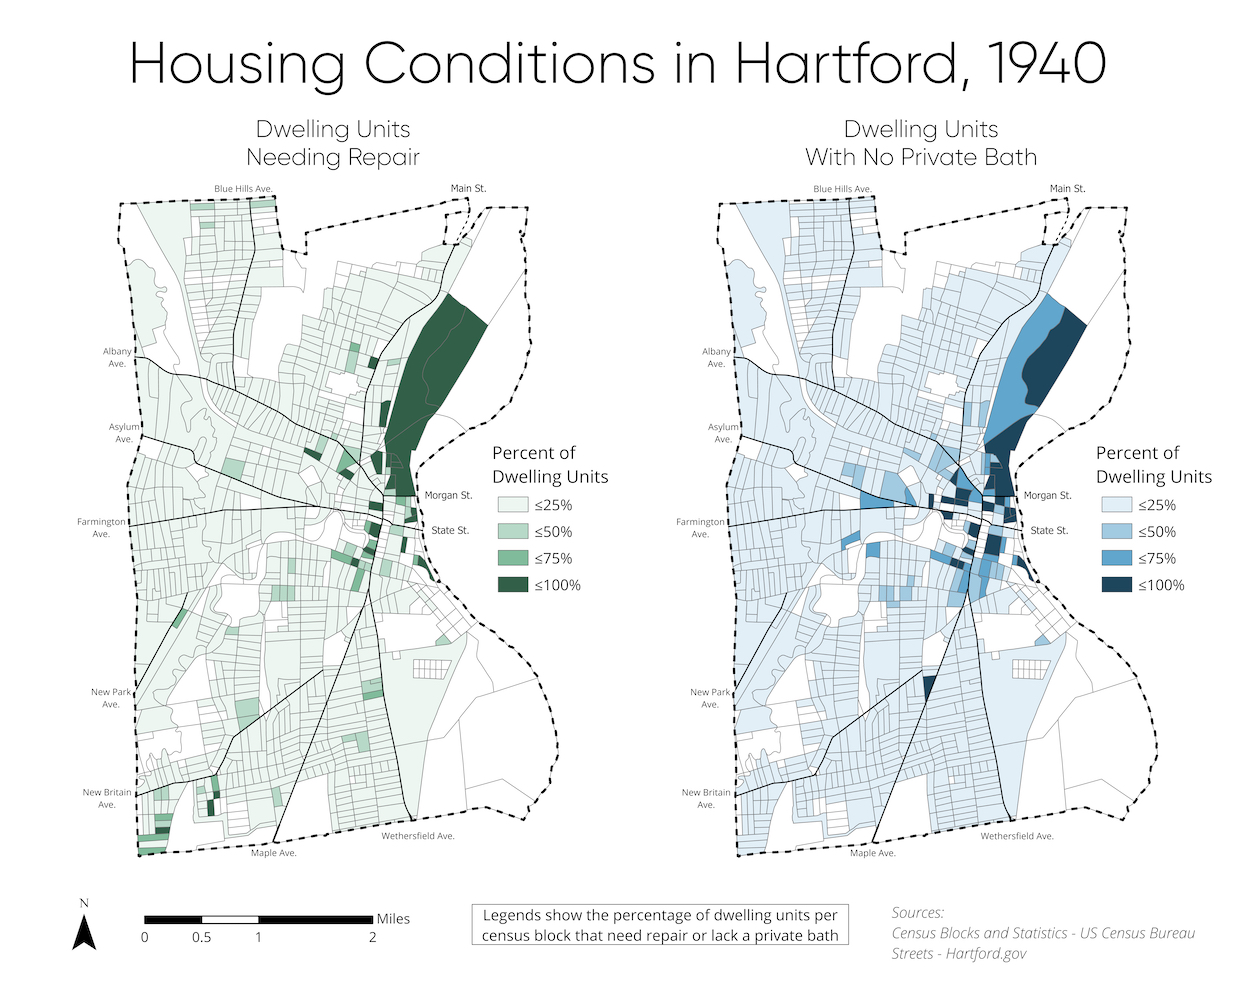 Housing Conditions in Hartford, 1940
Dwelling Units
Needing Repair
Blue Hills Ave.
Main St.
Albany
Ave.
Asylum
Ave.
Farmington
Ave.
New Park
Ave.
New Britain
Ave.
Maple Ave.
Wethersfield Ave.
Morgan St.
State St.
Percent of
Dwelling Units
≤25%
≤50%
≤75%
≤100%
Dwelling Units
With No Private Bath
Blue Hills Ave.
Main St.
Albany
Ave.
Asylum
Ave.
Farmington
Ave.
New Park
Ave.
New Britain
Ave.
Maple Ave.
Wethersfield Ave.
Morgan St.
State St.
Percent of
Dwelling Units
≤25%
≤50%
≤75%
≤100%
N
Miles
0 0.5 1 2
Legends show the percentage of dwelling units per
census block that need repair or lack a private bath
Sources:
Census Blocks and Statistics - US Census Bureau
Streets - Hartford.gov